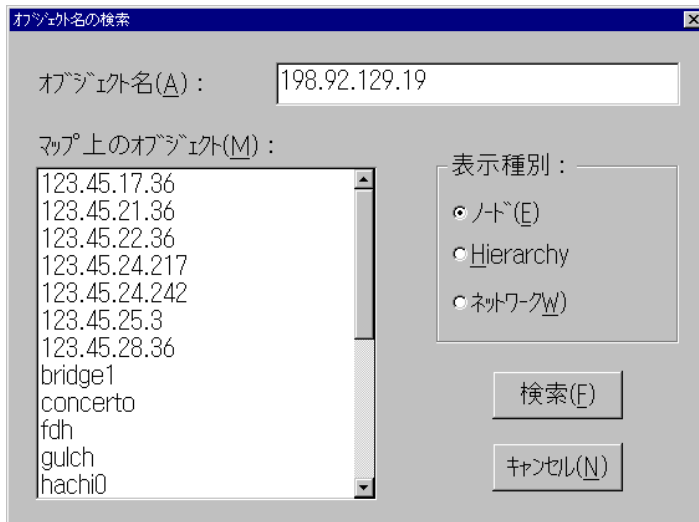 ｵﾌﾞｼﾞｪｸﾄ名の検索
ｵﾌﾞｼﾞｪｸﾄ名(A)：
198.92.129.19
ﾏｯﾌﾟ上のｵﾌﾞｼﾞｪｸﾄ(M)：
123.45.17.36
123.45.21.36
123.45.22.36
123.45.24.217
123.45.24.242
123.45.25.3
123.45.28.36
bridge1
concerto
fdh
gulch
hachi0
表示種別：
ﾉｰﾄﾞ(E)
Hierarchy
ﾈｯﾄﾜｰｸW)
検索(F)
ｷｬﾝｾﾙ(N)